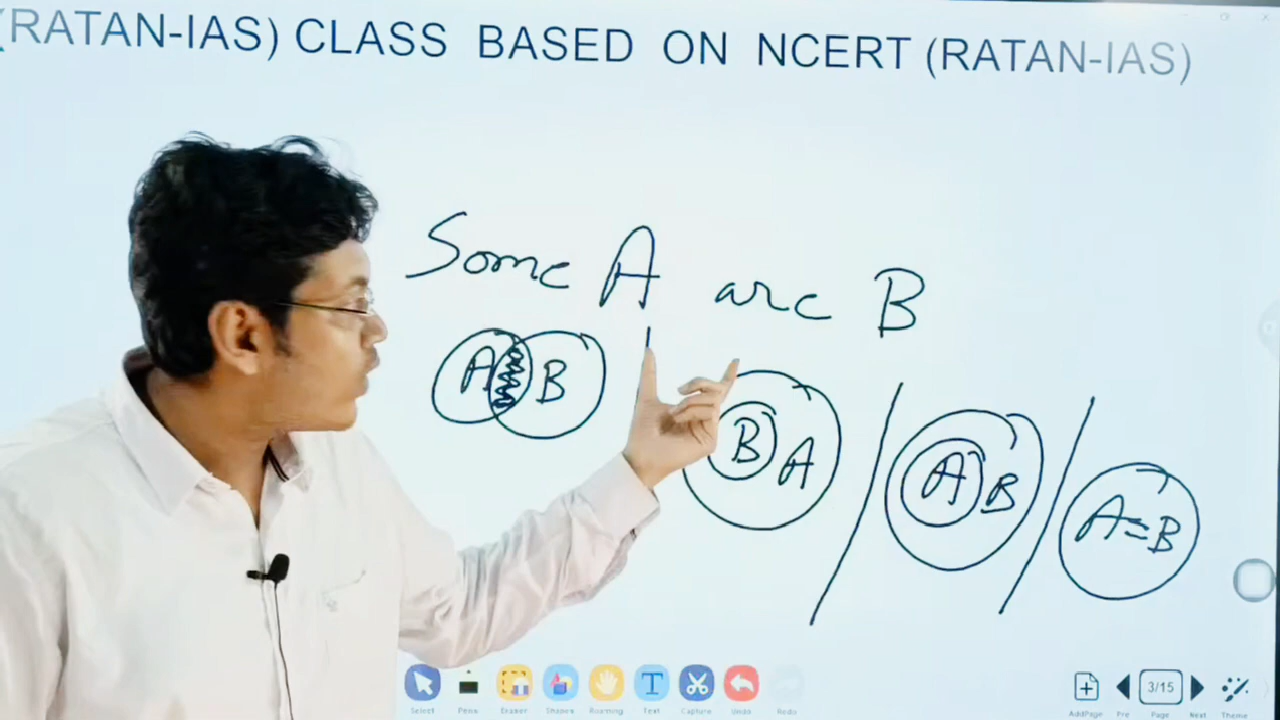 (RATAN-IAS) CLASS BASED ON NCERT (RATAN-IAS)
Some A are B
A B
B A
A B
A=B
3/15
Select Pens Eraser Shapes Roaming Text Capture Undo Redo
AddPage Pre Page Next Theme